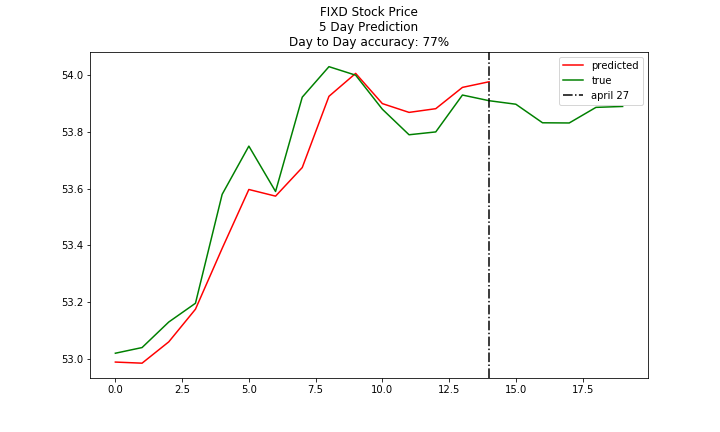 FIXD Stock Price
5 Day Prediction
Day to Day accuracy: 77%
predicted
true
april 27
54.0
53.8
53.6
53.4
53.2
53.0
0.0 2.5 5.0 7.5 10.0 12.5 15.0 17.5